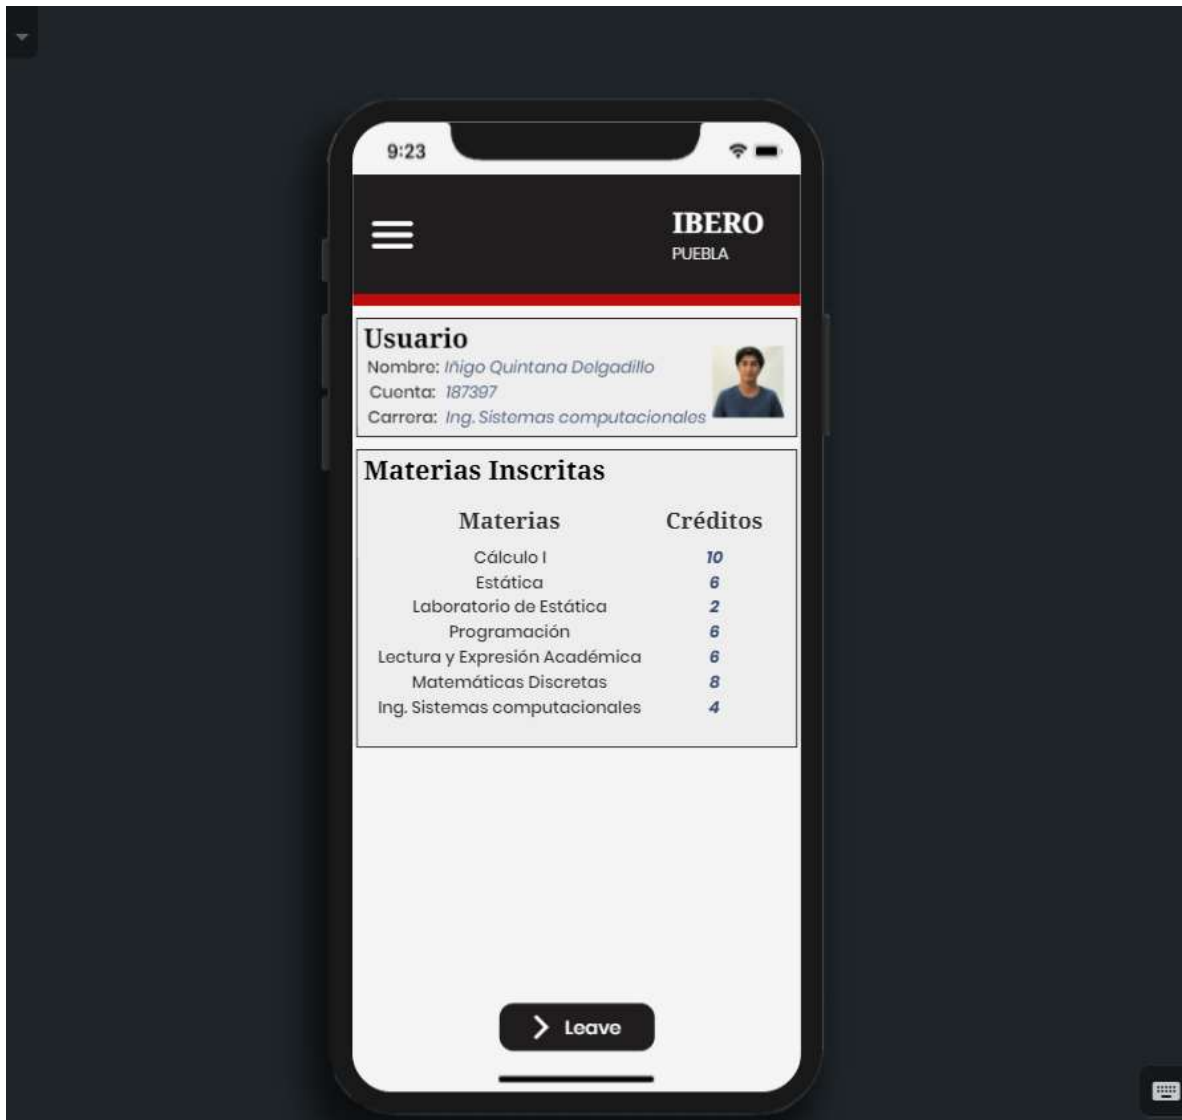 9:23
IBERO
PUEBLA
Usuario
Nombre: Iñigo Quintana Delgadillo
Cuenta: 187397
Carrera: Ing. Sistemas computacionales
Materias Inscritas
Materias Créditos
Cálculo I 10
Estática 6
Laboratorio de Estática 2
Programación 6
Lectura y Expresión Académica 6
Matemáticas Discretas 8
Ing. Sistemas computacionales 4
Leave